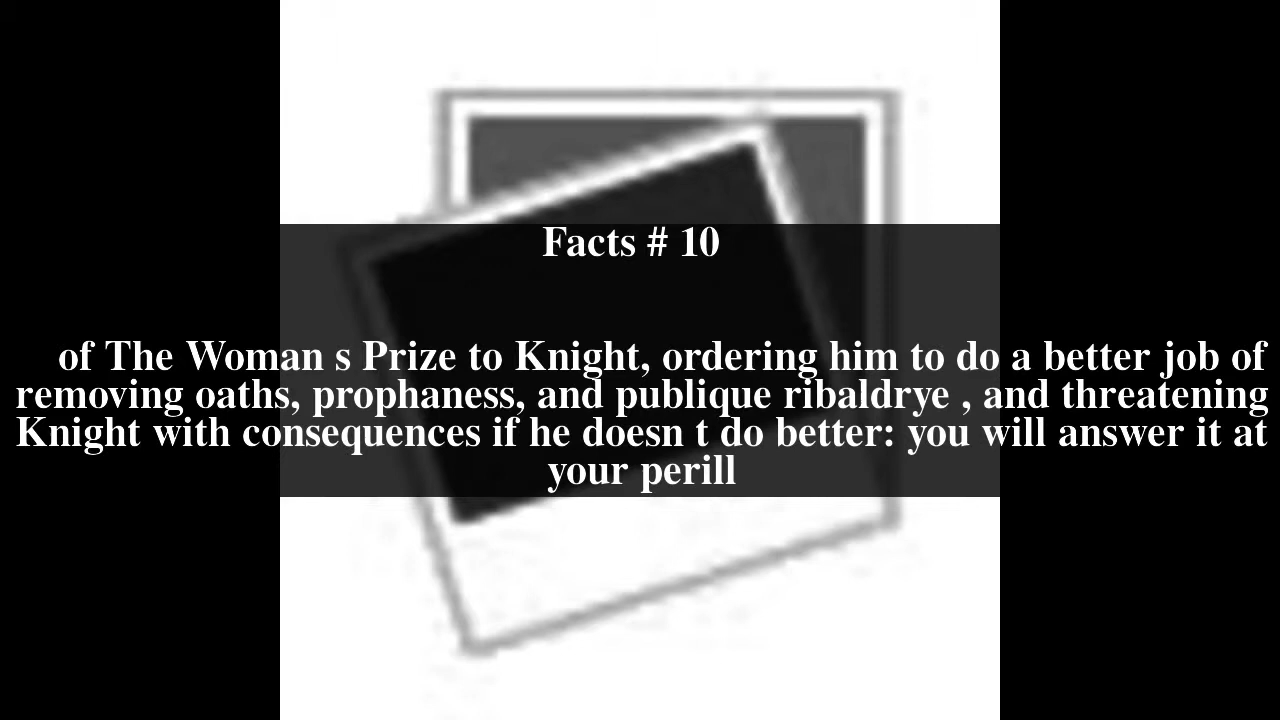 Facts # 10
of The Woman s Prize to Knight, ordering him to do a better job of
removing oaths, prophaness, and publique ribaldrye , and threatening
Knight with consequences if he doesn t do better: you will answer it at
your perill